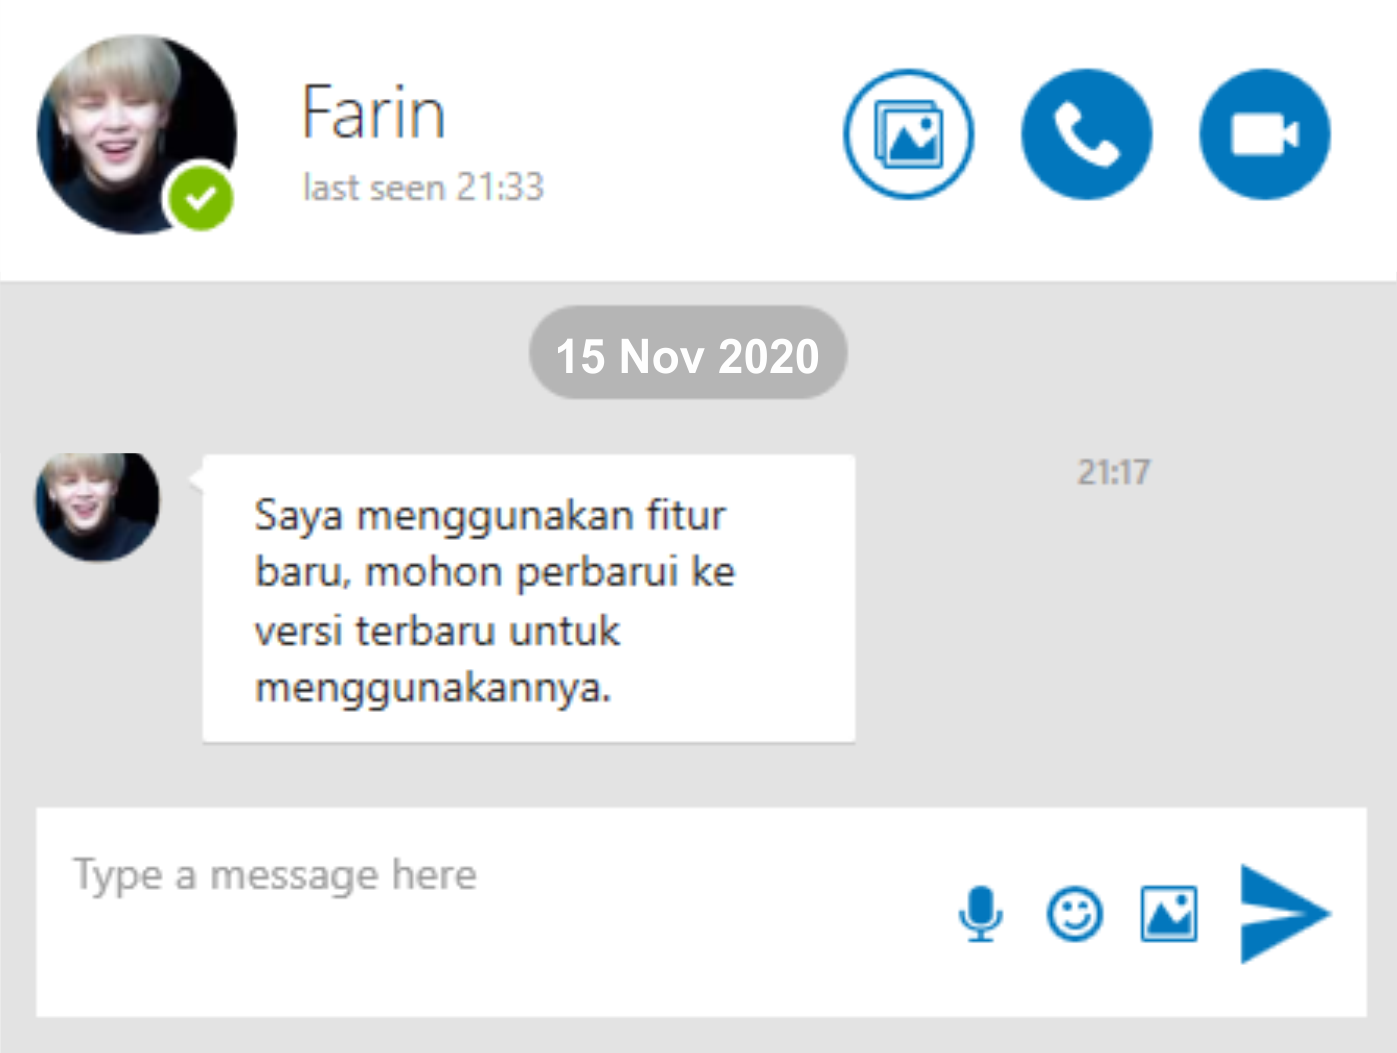 Farin
last seen 21:33
15 Nov 2020
21:17
Saya menggunakan fitur
baru, mohon perbarui ke
versi terbaru untuk
menggunakannya.
Type a message here